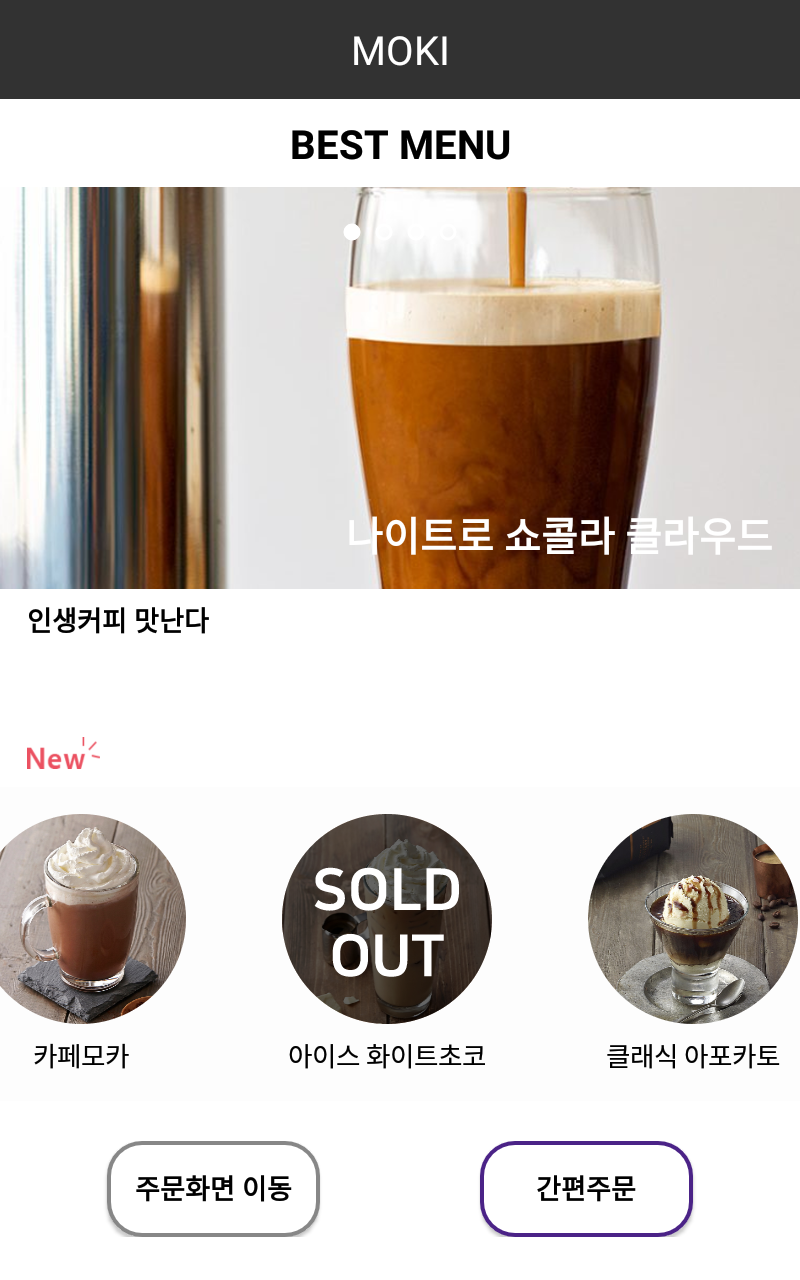 MOKI
BEST MENU
나이트로 쇼콜라 클라우드
인생커피 맛난다
New
SOLD
OUT
카페모카
아이스 화이트초코
클래식 아포카토
주문화면 이동
간편주문